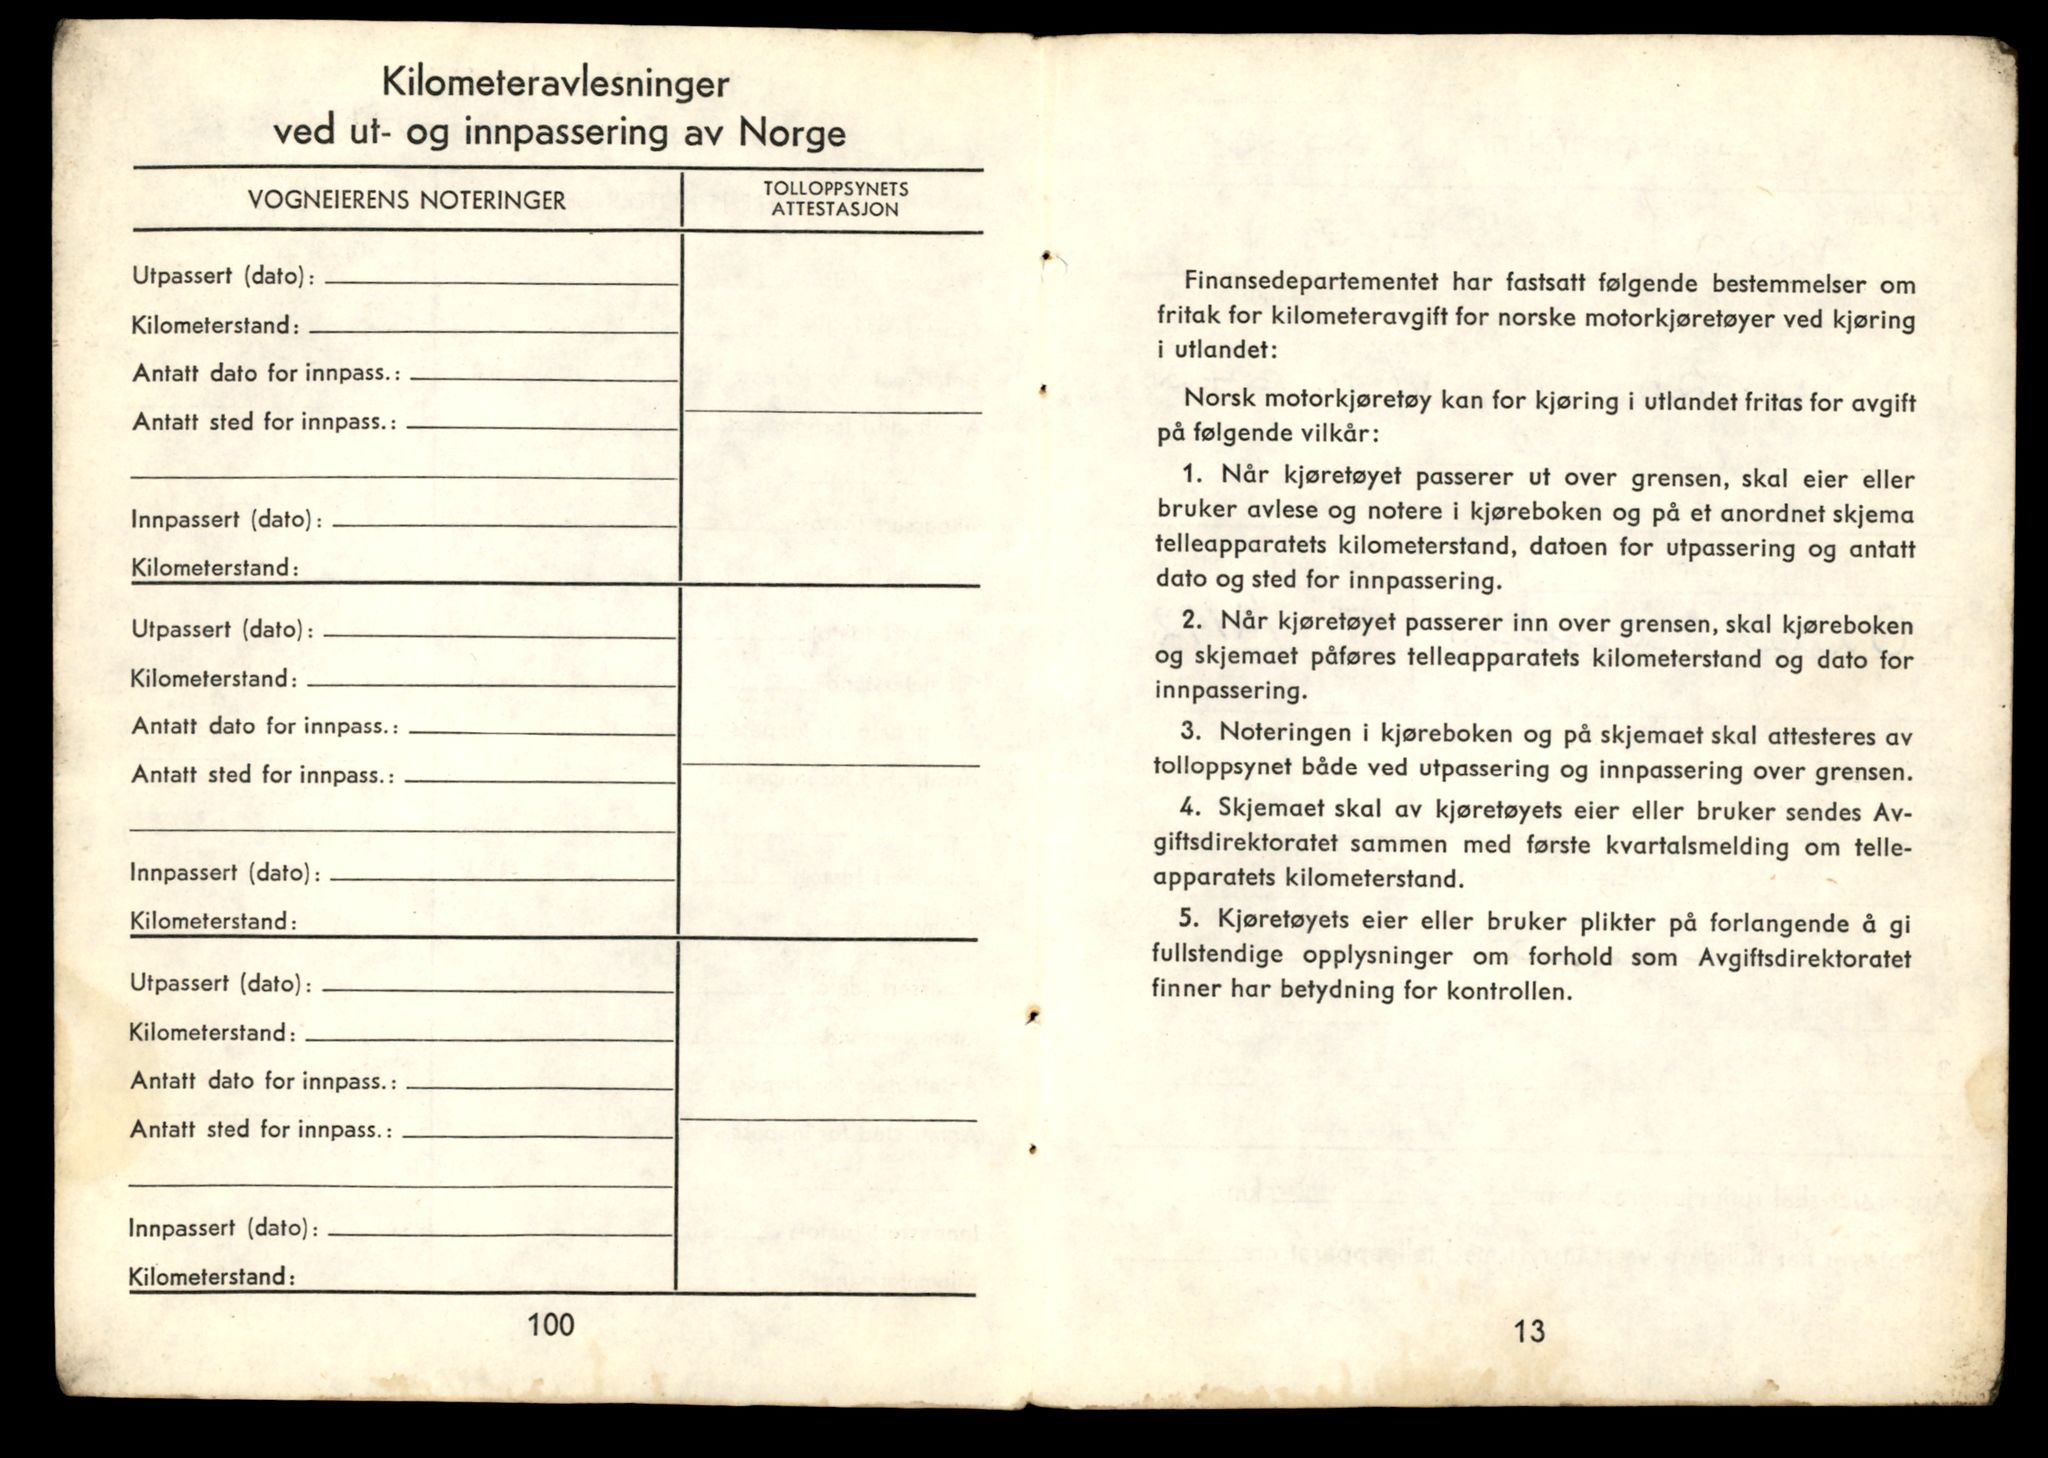 Kilometeravlesninger
ved ut- og innpassering av Norge
VOGNEIERENS NOTERINGER
TOLLOPPSYNETS
ATTESTASJON
Utpassert (dato):
Kilometerstand:
Antatt dato for innpass.:
Antatt sted for innpass.:
Innpassert (dato):
Kilometerstand:
Utpassert (dato):
Kilometerstand:
Antatt dato for innpass.:
Antatt sted for innpass.:
Innpassert (dato):
Kilometerstand:
Utpassert (dato):
Kilometerstand:
Antatt dato for innpass.:
Antatt sted for innpass.:
Innpassert (dato):
Kilometerstand:
100
Finansedepartementet har fastsatt følgende bestemmelser om
fritak for kilometeravgift for norske motorkjøretøyer ved kjøring
i utlandet:
Norsk motorkjøretøy kan for kjøring i utlandet fritas for avgift
på følgende vilkår:
1. Når kjøretøyet passerer ut over grensen, skal eier eller
bruker avlese og notere i kjøreboken og på et anordnet skjema
telleapparatets kilometerstand, datoen for utpassering og antatt
dato og sted for innpassering.
2. Når kjøretøyet passerer inn over grensen, skal kjøreboken
og skjemaet påføres telleapparatets kilometerstand og dato for
innpassering.
3. Noteringen i kjøreboken og på skjemaet skal attesteres av
tolloppsynet både ved utpassering og innpassering over grensen.
4. Skjemaet skal av kjøretøyets eier eller bruker sendes Av-
giftsdirektoratet sammen med første kvartalsmelding om telle-
apparatets kilometerstand.
5. Kjøretøyets eier eller bruker plikter på forlangende å gi
fullstendige opplysninger om forhold som Avgiftsdirektoratet
finner har betydning for kontrollen.
13